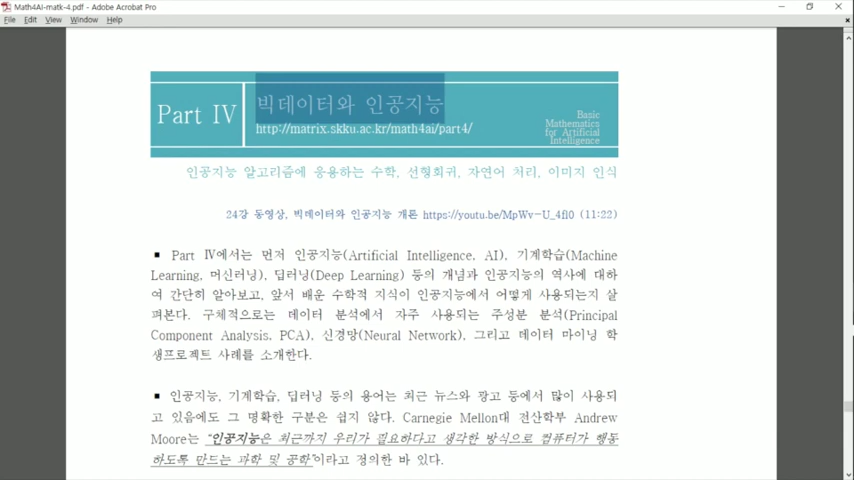 Math4AI-matk-4.pdf - Adobe Acrobat Pro
File Edit View Window Help
Part Ⅳ
빅데이터와 인공지능
http://matrix.skku.ac.kr/math4ai/part4/
Basic
Mathematics
for Artificial
Intelligence
인공지능 알고리즘에 응용하는 수학, 선형회귀, 자연어 처리, 이미지 인식
24강 동영상, 빅데이터와 인공지능 개론 https://youtu.be/MpWv-U_4fl0 (11:22)
■ Part Ⅳ에서는 먼저 인공지능(Artificial Intelligence, AI), 기계학습(Machine
Learning, 머신러닝), 딥러닝(Deep Learning) 등의 개념과 인공지능의 역사에 대하
여 간단히 알아보고, 앞서 배운 수학적 지식이 인공지능에서 어떻게 사용되는지 살
펴본다. 구체적으로는 데이터 분석에서 자주 사용되는 주성분 분석(Principal
Component Analysis, PCA), 신경망(Neural Network), 그리고 데이터 마이닝 학
생프로젝트 사례를 소개한다.
■ 인공지능, 기계학습, 딥러닝 등의 용어는 최근 뉴스와 광고 등에서 많이 사용되
고 있음에도 그 명확한 구분은 쉽지 않다. Carnegie Mellon대 전산학부 Andrew
Moore는 "인공지능은 최근까지 우리가 필요하다고 생각한 방식으로 컴퓨터가 행동
하도록 만드는 과학 및 공학"이라고 정의한 바 있다.